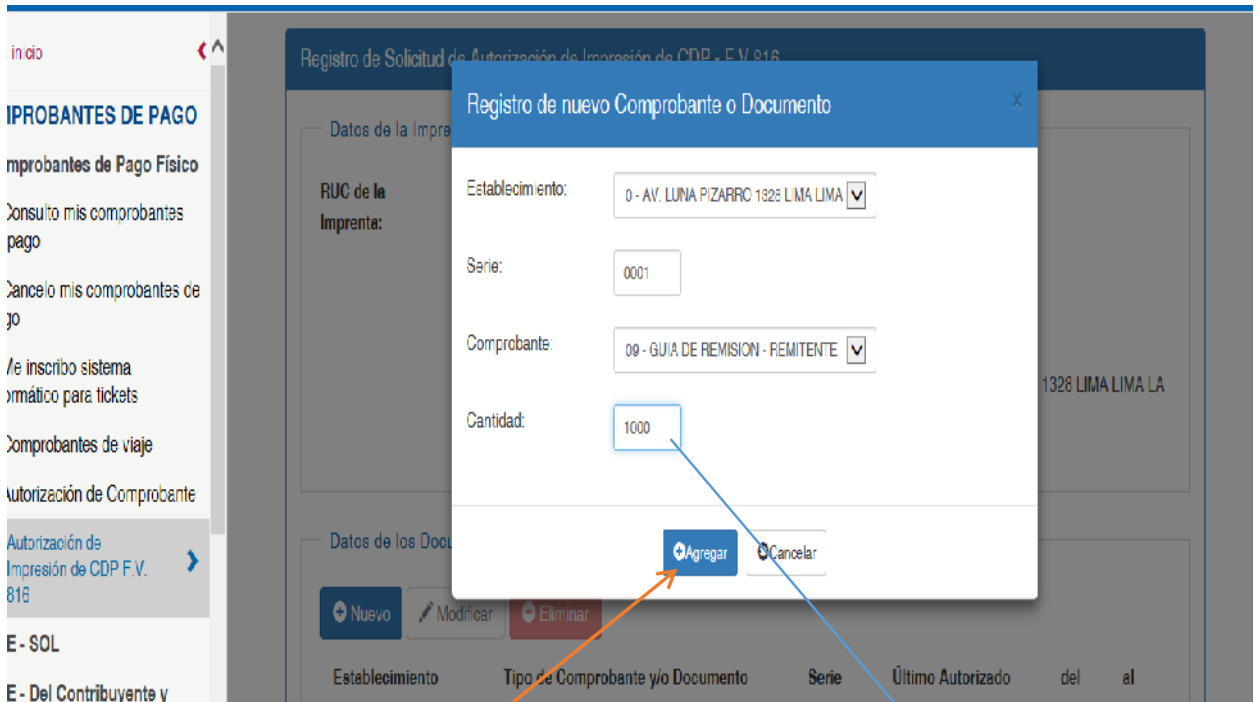 inicio
IPROBANTES DE PAGO
mprobantes de Pago Físico
Consulto mis comprobantes
pago
Cancelo mis comprobantes de
go
Me inscribo sistema
ormático para tickets
Comprobantes de viaje
Autorización de Comprobante
Autorización de
Impresión de CDP F.V.
816
E - SOL
E - Del Contribuyente y
Registro de Solicitud de Autorización de Impresión de CDP - F.V 816
Datos de la Impre
RUC de la
Imprenta:
1328 LIMA LIMA LA
Registro de nuevo Comprobante o Documento
X
Establecimiento:
0 - AV. LUNA PIZARRO 1328 LIMA LIMA
Serie:
0001
Comprobante:
09 - GUIA DE REMISION - REMITENTE
Cantidad:
1000
Agregar
Cancelar
Datos de los Docu
Nuevo
Modificar
Eliminar
Establecimiento Tipo de Comprobante y/o Documento Serie Último Autorizado del al